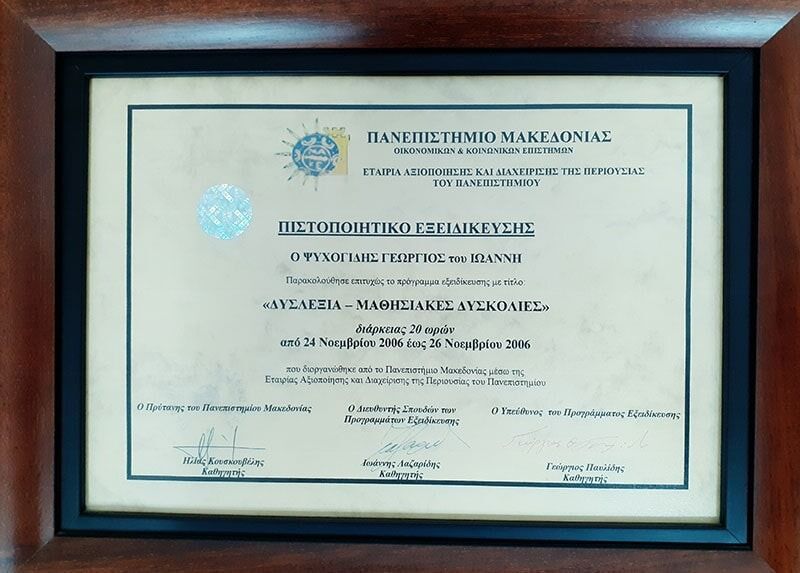 ΠΑΝΕΠΙΣΤΗΜΙΟ ΜΑΚΕΔΟΝΙΑΣ
ΟΙΚΟΝΟΜΙΚΩΝ & ΚΟΙΝΩΝΙΚΩΝ ΕΠΙΣΤΗΜΩΝ
ΕΤΑΙΡΙΑ ΑΞΙΟΠΟΙΗΣΗΣ ΚΑΙ ΔΙΑΧΕΙΡΙΣΗΣ ΤΗΣ ΠΕΡΙΟΥΣΙΑΣ
ΤΟΥ ΠΑΝΕΠΙΣΤΗΜΙΟΥ
ΠΙΣΤΟΠΟΙΗΤΙΚΟ ΕΞΕΙΔΙΚΕΥΣΗΣ
Ο ΨΥΧΟΓΙΔΗΣ ΓΕΩΡΓΙΟΣ του ΙΩΑΝΝΗ
Παρακολούθησε επιτυχώς το πρόγραμμα εξειδίκευσης με τίτλο:
«ΔΥΣΛΕΞΙΑ – ΜΑΘΗΣΙΑΚΕΣ ΔΥΣΚΟΛΙΕΣ»
διάρκειας 20 ωρών
από 24 Νοεμβρίου 2006 έως 26 Νοεμβρίου 2006
που διοργανώθηκε από το Πανεπιστήμιο Μακεδονίας μέσω της
Εταιρίας Αξιοποίησης και Διαχείρισης της Περιουσίας του Πανεπιστημίου
Ο Πρύτανης του Πανεπιστημίου Μακεδονίας
Ο Διευθυντής Σπουδών των
Προγραμμάτων Εξειδίκευσης
Ο Υπεύθυνος του Προγράμματος Εξειδίκευσης
Ηλίας Κουσκουβέλης
Καθηγητής
Ιωάννης Λαζαρίδης
Καθηγητής
Γεώργιος Παυλίδης
Καθηγητής